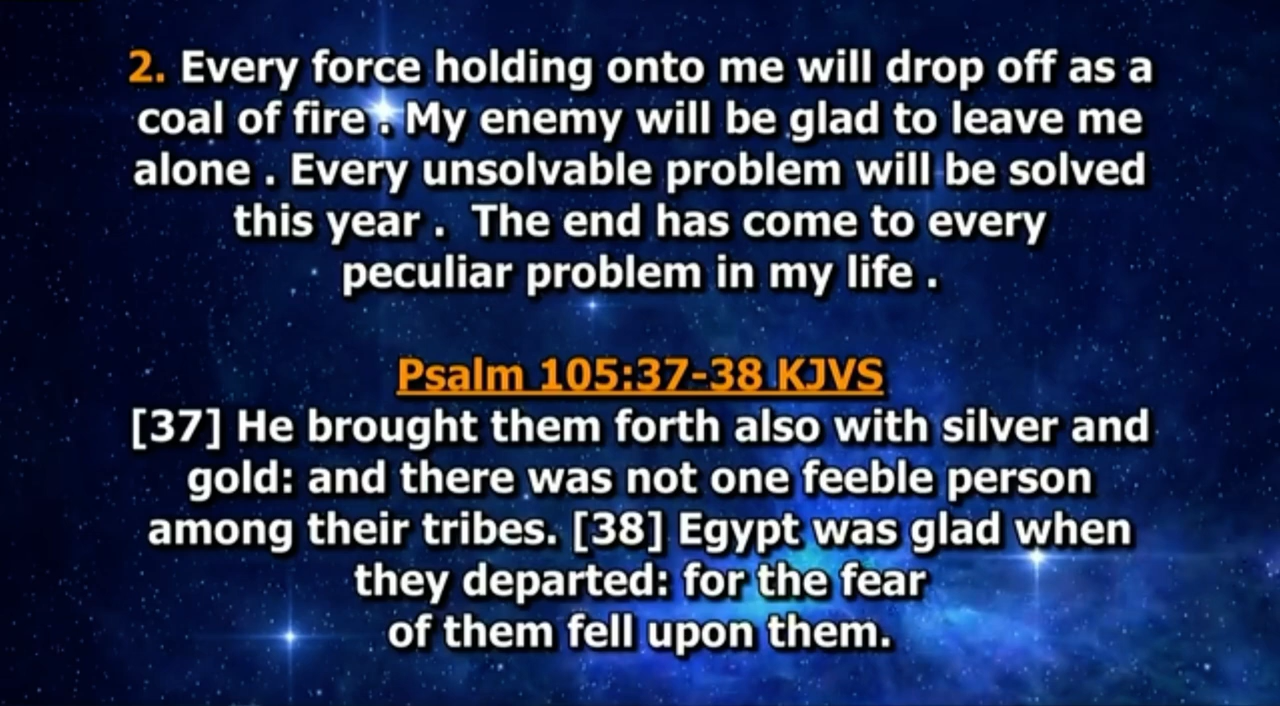 2. Every force holding onto me will drop off as a
coal of fire . My enemy will be glad to leave me
alone . Every unsolvable problem will be solved
this year .  The end has come to every
peculiar problem in my life .
Psalm 105:37-38 KJVS
[37] He brought them forth also with silver and
gold: and there was not one feeble person
among their tribes. [38] Egypt was glad when
they departed: for the fear
of them fell upon them.